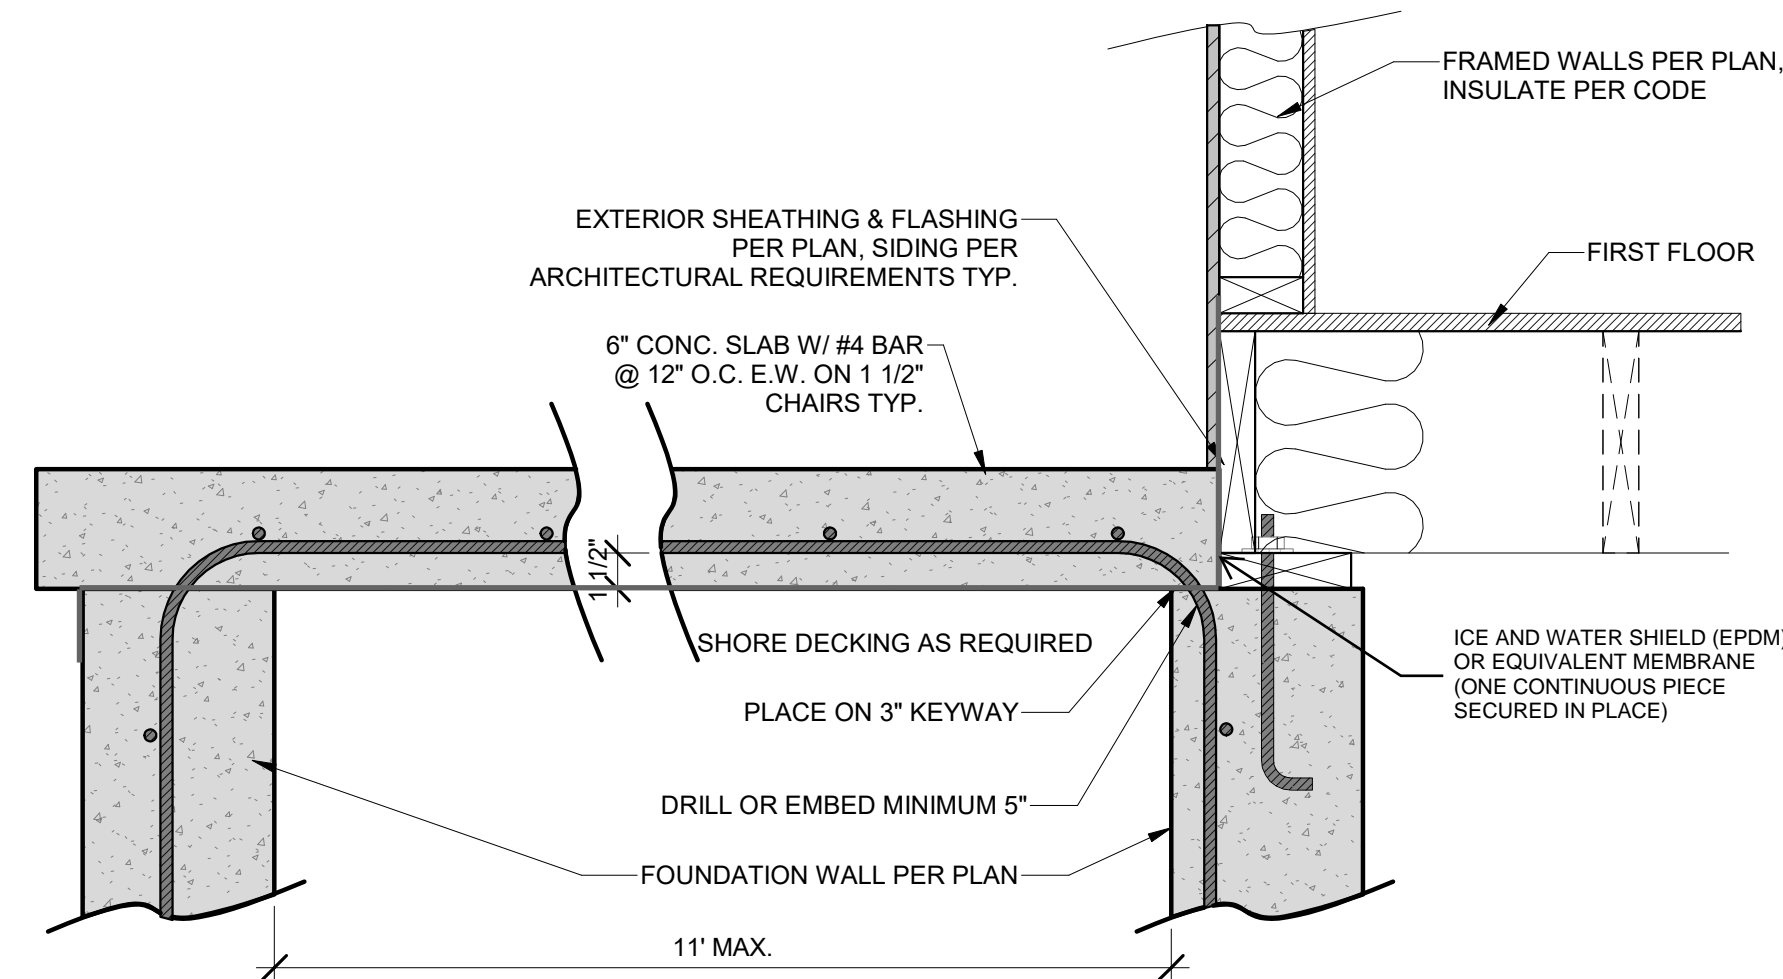 FRAMED WALLS PER PLAN,
INSULATE PER CODE
EXTERIOR SHEATHING & FLASHING
PER PLAN, SIDING PER
ARCHITECTURAL REQUIREMENTS TYP.
FIRST FLOOR
6" CONC. SLAB W/ #4 BAR
@ 12" O.C. E.W. ON 1 1/2"
CHAIRS TYP.
1 1/2"
SHORE DECKING AS REQUIRED
ICE AND WATER SHIELD (EPDM)
OR EQUIVALENT MEMBRANE
(ONE CONTINUOUS PIECE
SECURED IN PLACE)
PLACE ON 3" KEYWAY
DRILL OR EMBED MINIMUM 5"
FOUNDATION WALL PER PLAN
11' MAX.